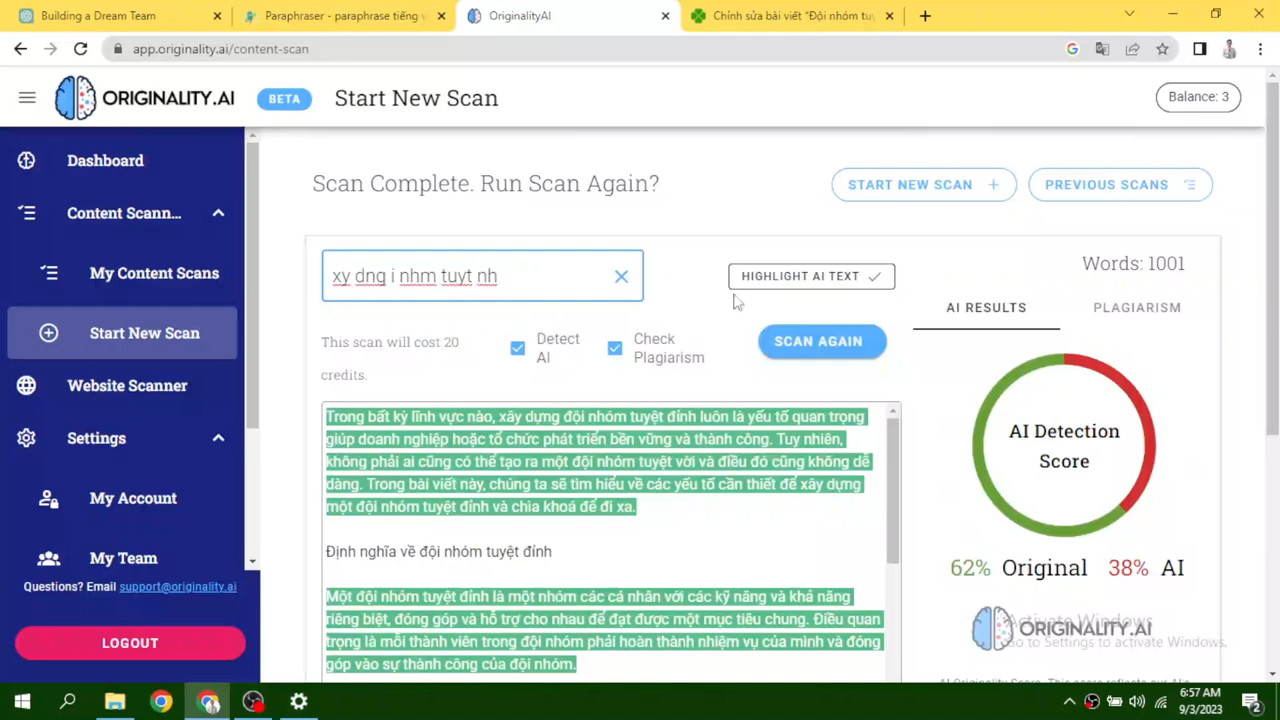 Building a Dream Team
Paraphraser - paraphrase tiếng v
OriginalityAI
Chỉnh sửa bài viết "Đội nhóm tuy
app.originality.ai/content-scan
ORIGINALITY.AI
BETA
Start New Scan
Balance: 3
Dashboard
Content Scann...
My Content Scans
Start New Scan
Website Scanner
Settings
My Account
My Team
Questions? Email support@originality.ai
LOGOUT
Scan Complete. Run Scan Again?
START NEW SCAN
PREVIOUS SCANS
xy dng i nhm tuyt nh
HIGHLIGHT AI TEXT
Words: 1001
This scan will cost 20
credits.
Detect
AI
Check
Plagiarism
SCAN AGAIN
AI RESULTS
PLAGIARISM
Trong bất kỳ lĩnh vực nào, xây dựng đội nhóm tuyệt đỉnh luôn là yếu tố quan trọng
giúp doanh nghiệp hoặc tổ chức phát triển bền vững và thành công. Tuy nhiên,
không phải ai cũng có thể tạo ra một đội nhóm tuyệt vời và điều đó cũng không dễ
dàng. Trong bài viết này, chúng ta sẽ tìm hiểu về các yếu tố cần thiết để xây dựng
một đội nhóm tuyệt đỉnh và chìa khoá để đi xa.
Định nghĩa về đội nhóm tuyệt đỉnh
Một đội nhóm tuyệt đỉnh là một nhóm các cá nhân với các kỹ năng và khả năng
riêng biệt, đóng góp và hỗ trợ cho nhau để đạt được một mục tiêu chung. Điều quan
trọng là mỗi thành viên trong đội nhóm phải hoàn thành nhiệm vụ của mình và đóng
góp vào sự thành công của đội nhóm.
AI Detection
Score
62% Original 38% AI
ORIGINALITY.AI
Activate Windows
Go to Settings to activate Windows.
AI Originality Score. This score reflects our AI's
6:57 AM
9/3/2023
2